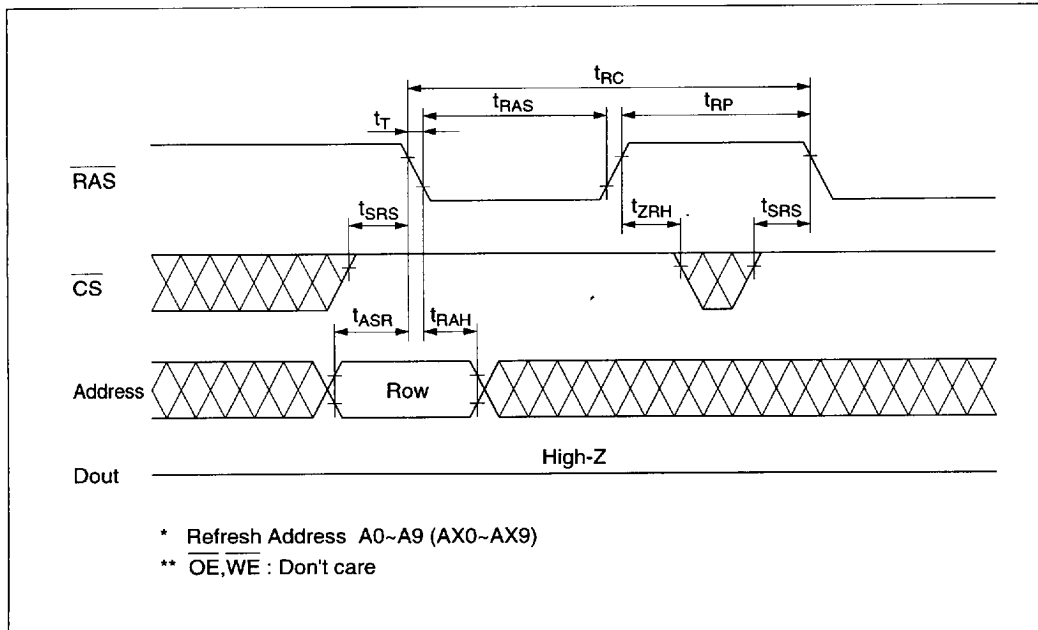 tRC
tRAS
tRP
tT
RAS
tZRH
tSRS
tSRS
CS
tASR
tRAH
Address
Row
High-Z
Dout
* Refresh Address A0~A9 (AX0~AX9)
** OE,WE : Don't care